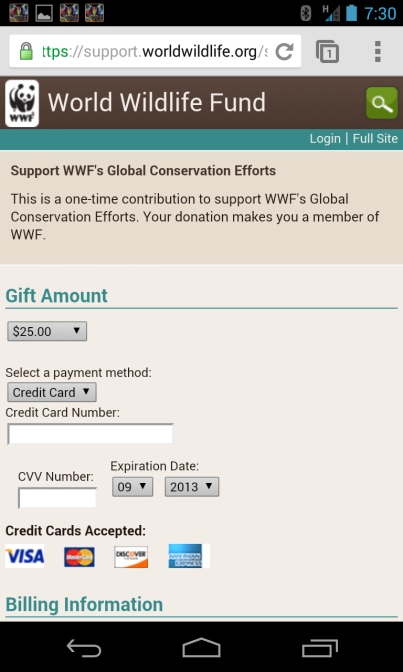 H 7:30
ttps://support.worldwildlife.org/s
1
WWF
World Wildlife Fund
Login | Full Site
Support WWF's Global Conservation Efforts
This is a one-time contribution to support WWF's Global
Conservation Efforts. Your donation makes you a member of
WWF.
Gift Amount
$25.00
Select a payment method:
Credit Card
Credit Card Number:
CVV Number:
Expiration Date:
09 2013
Credit Cards Accepted:
VISA MasterCard DISCOVER AMERICAN EXPRESS
Billing Information